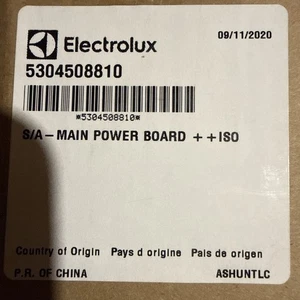 Electrolux
09/11/2020
5304508810
*5304508810*
S/A-MAIN POWER BOARD ++ISO
Country of Origin Pays d origine Pais de origen
P.R. OF CHINA ASHUNTLC